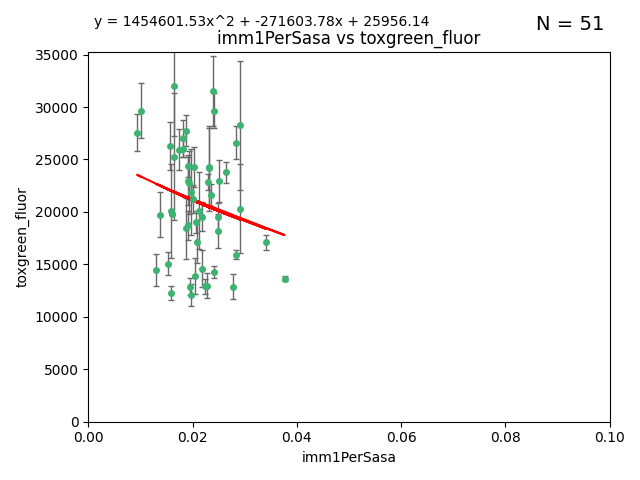 y = 1454601.53x^2 + -271603.78x + 25956.14
N = 51
imm1PerSasa vs toxgreen_fluor
35000
30000
25000
20000
15000
10000
5000
0
toxgreen_fluor
0.00 0.02 0.04 0.06 0.08 0.10
imm1PerSasa